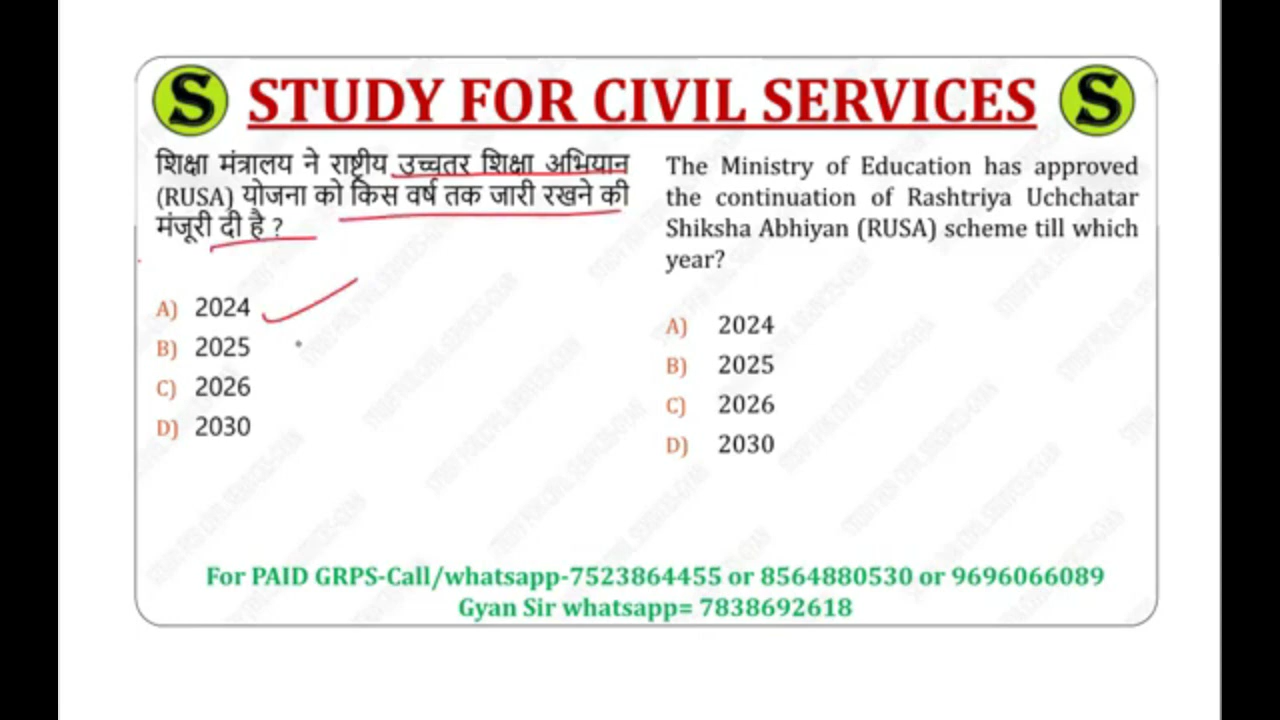 S STUDY FOR CIVIL SERVICES S
शिक्षा मंत्रालय ने राष्ट्रीय उच्चतर शिक्षा अभियान
(RUSA) योजना को किस वर्ष तक जारी रखने की
मंजूरी दी है ?
A) 2024
B) 2025
C) 2026
D) 2030
The Ministry of Education has approved
the continuation of Rashtriya Uchchatar
Shiksha Abhiyan (RUSA) scheme till which
year?
A) 2024
B) 2025
C) 2026
D) 2030
For PAID GRPS-Call/whatsapp-7523864455 or 8564880530 or 9696066089
Gyan Sir whatsapp= 7838692618